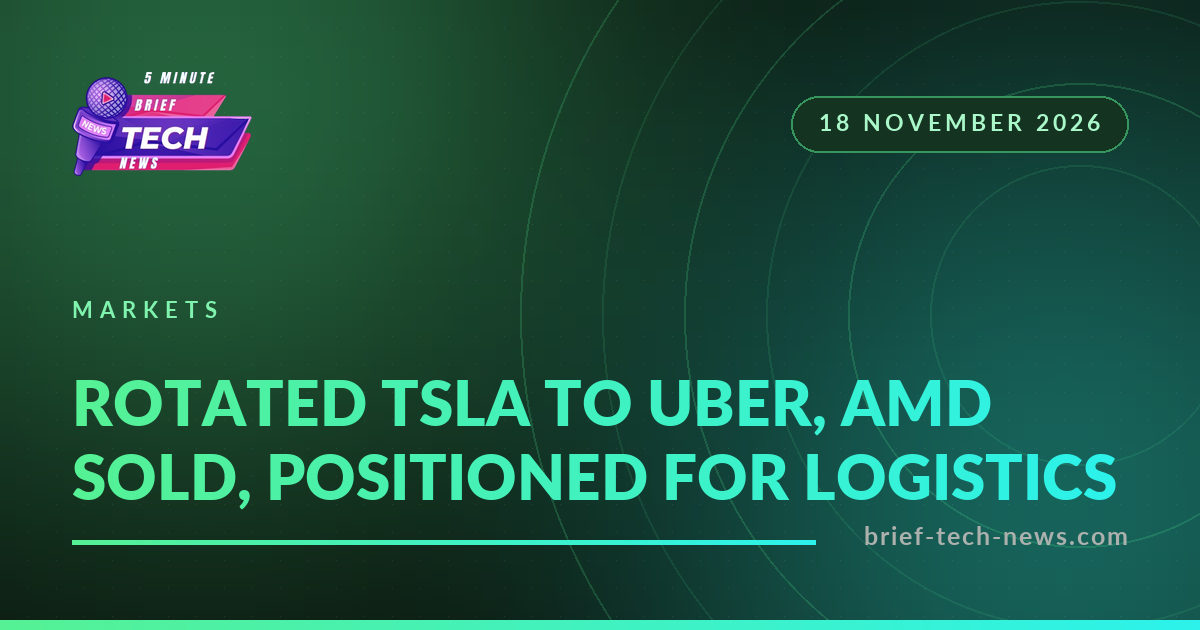 5 MINUTE
BRIEF
NEWS
TECH
NEWS
18 NOVEMBER 2026
MARKETS
ROTATED TSLA TO UBER, AMD
SOLD, POSITIONED FOR LOGISTICS
brief-tech-news.com